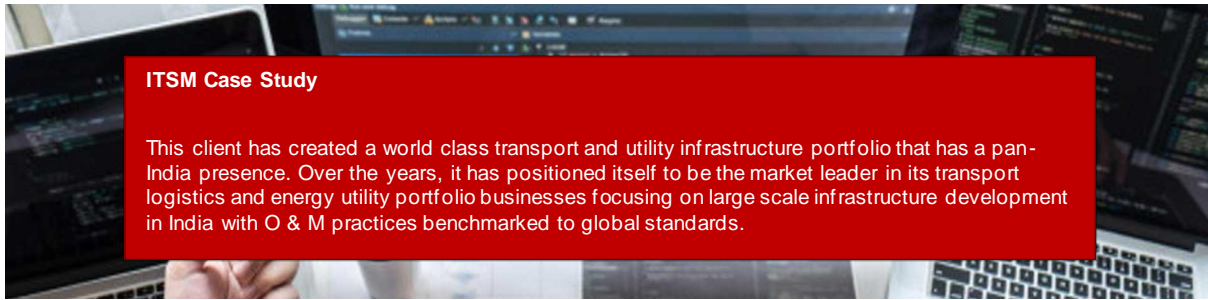 ITSM Case Study
This client has created a world class transport and utility infrastructure portfolio that has a pan-
India presence. Over the years, it has positioned itself to be the market leader in its transport
logistics and energy utility portfolio businesses focusing on large scale infrastructure development
in India with O & M practices benchmarked to global standards.